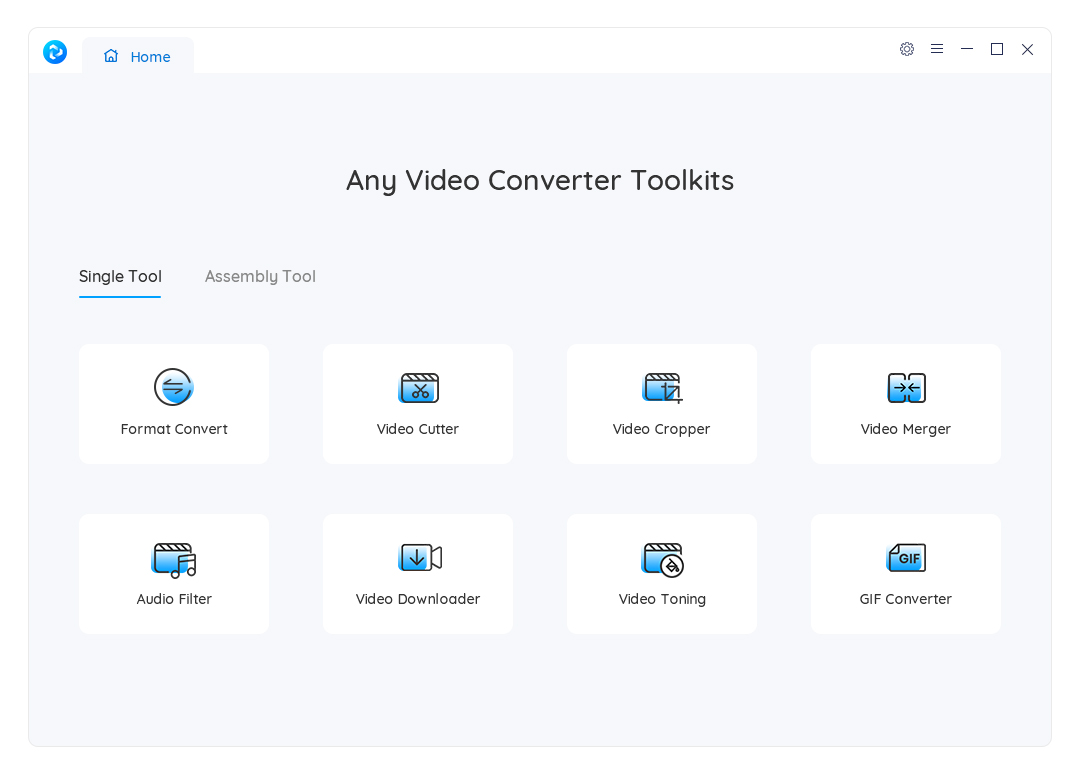 Home
Any Video Converter Toolkits
Single Tool
Assembly Tool
Format Convert
Video Cutter
Video Cropper
Video Merger
Audio Filter
Video Downloader
Video Toning
GIF
GIF Converter